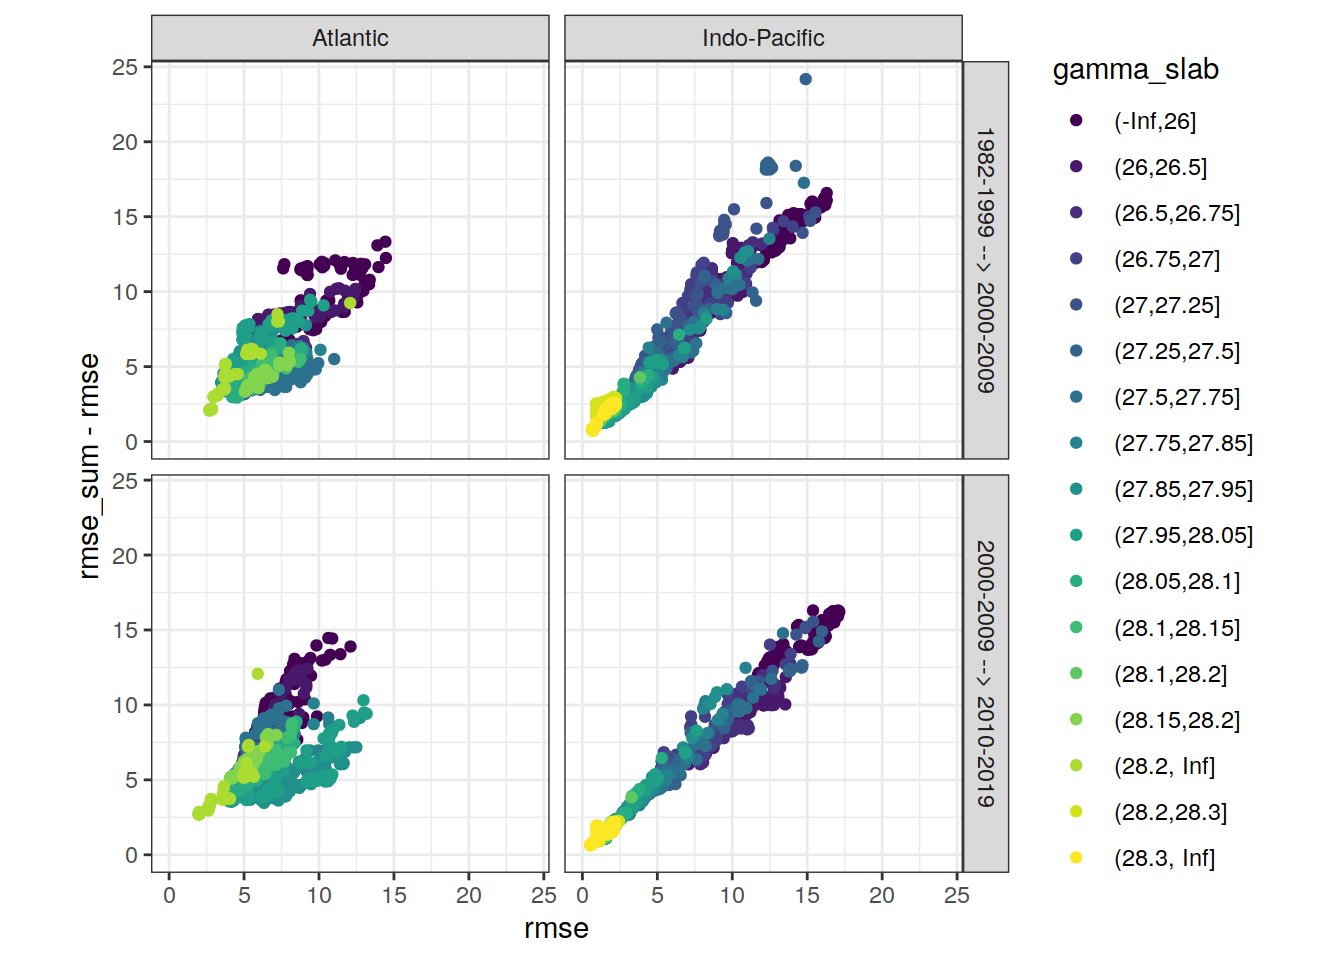 Atlantic
Indo-Pacific
25
20
15
10
5
0
1982-1999 --> 2000-2009
25
20
15
10
5
0
2000-2009 --> 2010-2019
0 5 10 15 20 25
0 5 10 15 20 25
rmse
rmse_sum - rmse
gamma_slab
(-Inf,26]
(26,26.5]
(26.5,26.75]
(26.75,27]
(27,27.25]
(27.25,27.5]
(27.5,27.75]
(27.75,27.85]
(27.85,27.95]
(27.95,28.05]
(28.05,28.1]
(28.1,28.15]
(28.1,28.2]
(28.15,28.2]
(28.2, Inf]
(28.2,28.3]
(28.3, Inf]